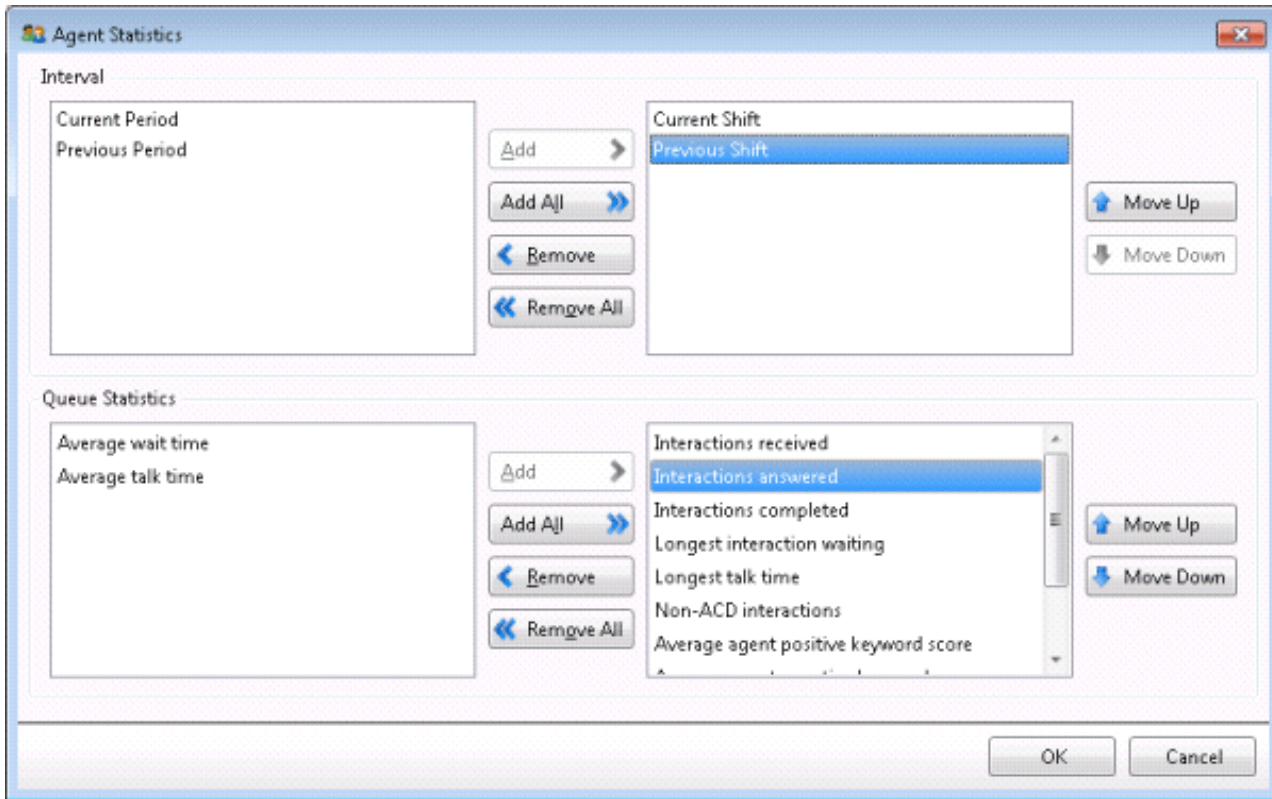 Agent Statistics
Interval
Current Period
Previous Period
Add
Add All
Remove
Remove All
Current Shift
Previous Shift
Move Up
Move Down
Queue Statistics
Average wait time
Average talk time
Add
Add All
Remove
Remove All
Interactions received
Interactions answered
Interactions completed
Longest interaction waiting
Longest talk time
Non-ACD interactions
Average agent positive keyword score
Move Up
Move Down
OK
Cancel